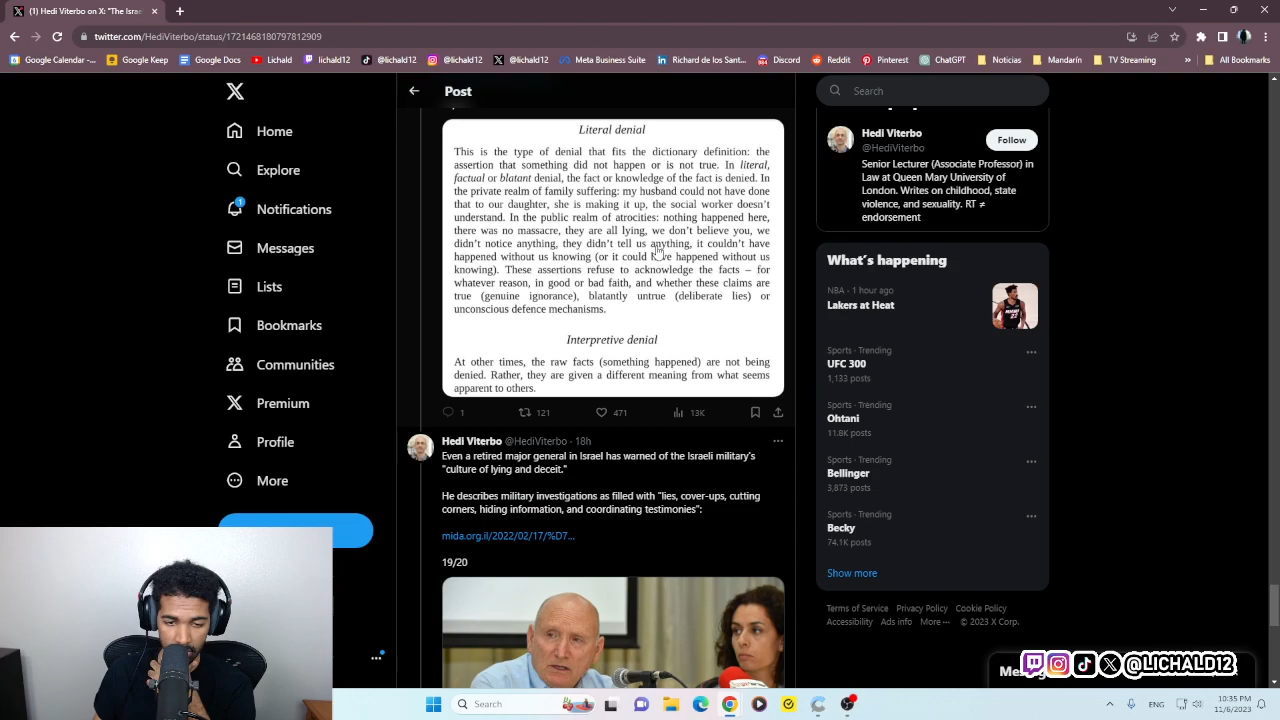 (1) Hedi Viterbo on X: "The Israe
twitter.com/HediViterbo/status/1721468180797812909
Google Calendar -...
Google Keep
Google Docs
Lichald
lichald12
@lichald12
@lichald12
@lichald12
Meta Business Suite
Richard de los Sant...
Discord
Reddit
Pinterest
ChatGPT
Noticias
Mandarín
TV Streaming
»
All Bookmarks
Home
Explore
1
Notifications
Messages
Lists
Bookmarks
Communities
Premium
Profile
More
Post
Literal denial
This is the type of denial that fits the dictionary definition: the
assertion that something did not happen or is not true. In literal,
factual or blatant denial, the fact or knowledge of the fact is denied. In
the private realm of family suffering: my husband could not have done
that to our daughter, she is making it up, the social worker doesn't
understand. In the public realm of atrocities: nothing happened here,
there was no massacre, they are all lying, we don't believe you, we
didn't notice anything, they didn't tell us anything, it couldn't have
happened without us knowing (or it could have happened without us
knowing). These assertions refuse to acknowledge the facts – for
whatever reason, in good or bad faith, and whether these claims are
true (genuine ignorance), blatantly untrue (deliberate lies) or
unconscious defence mechanisms.
Interpretive denial
At other times, the raw facts (something happened) are not being
denied. Rather, they are given a different meaning from what seems
apparent to others.
1 121 471 13K
Hedi Viterbo @HediViterbo · 18h
Even a retired major general in Israel has warned of the Israeli military's
"culture of lying and deceit."
He describes military investigations as filled with "lies, cover-ups, cutting
corners, hiding information, and coordinating testimonies":
mida.org.il/2022/02/17/%D7...
19/20
Search
Hedi Viterbo
@HediViterbo
Follow
Senior Lecturer (Associate Professor) in
Law at Queen Mary University of
London. Writes on childhood, state
violence, and sexuality. RT ≠
endorsement
What's happening
NBA · 1 hour ago
Lakers at Heat
Sports · Trending
UFC 300
1,133 posts
Sports · Trending
Ohtani
11.8K posts
Sports · Trending
Bellinger
3,873 posts
Sports · Trending
Becky
74.1K posts
Show more
Terms of Service Privacy Policy Cookie Policy
Accessibility Ads info More ··· © 2023 X Corp.
@LICHALD12
Search
ENG
10:35 PM
11/6/2023